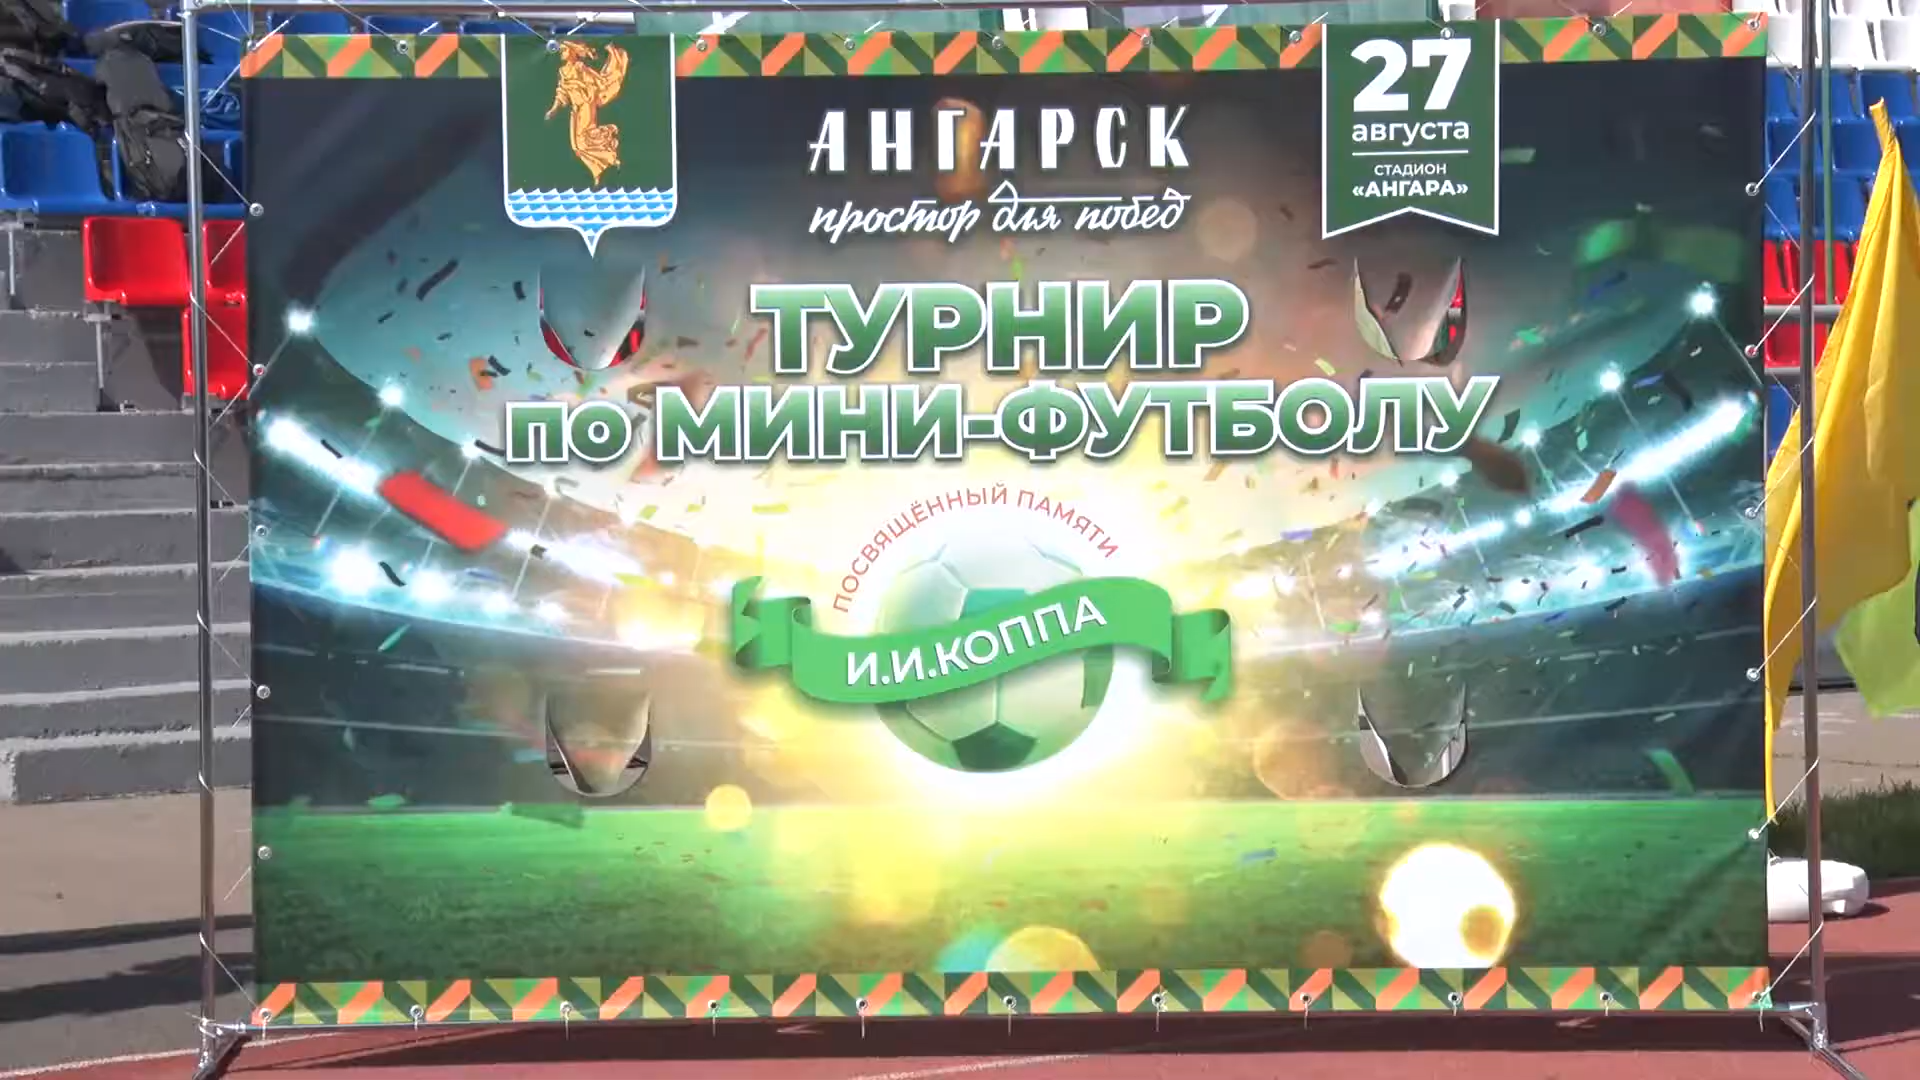 АНГАРСК
простор для побед
27
августа
СТАДИОН
«АНГАРА»
ТУРНИР
по МИНИ-ФУТБОЛУ
ПОСВЯЩЁННЫЙ ПАМЯТИ
И.И.КОППА